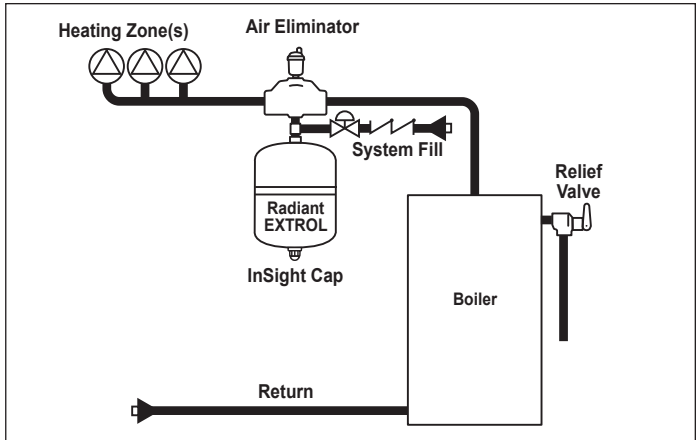 Heating Zone(s)
Air Eliminator
System Fill
Relief
Valve
Radiant
EXTROL
InSight Cap
Boiler
Return